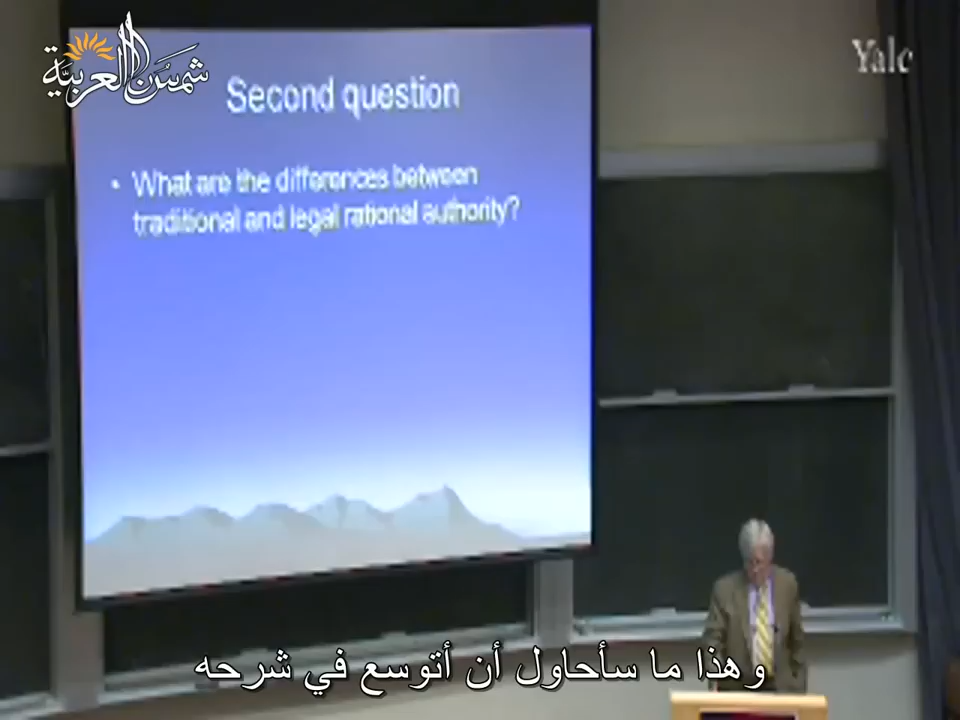 شمس العربية
Yale
Second question
• What are the differences between
traditional and legal rational authority?
وهذا ما سأحاول أن أتوسع في شرحه